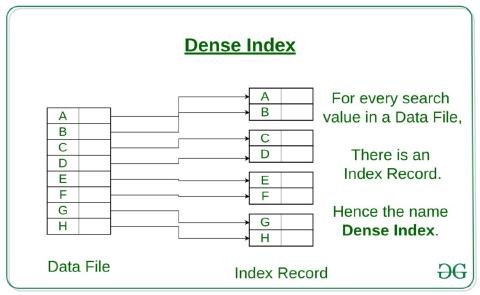 Dense Index
A
B
C
D
E
F
G
H
A
B
C
D
E
F
G
H
For every search
value in a Data File,
There is an
Index Record.
Hence the name
Dense Index.
Data File
Index Record